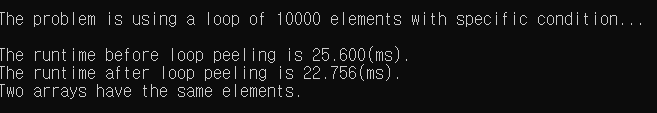 The problem is using a loop of 10000 elements with specific condition...
The runtime before loop peeling is 25.600(ms).
The runtime after loop peeling is 22.756(ms).
Two arrays have the same elements.